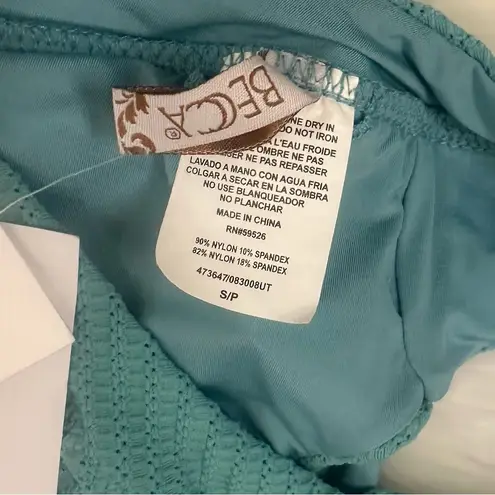 BECCA®
ONE DRY IN
DO NOT IRON
L'EAU FROIDE
OMBRE NE PAS
SSER NE PAS REPASSER
LAVADO A MANO CON AGUA FRIA
COLGAR A SECAR EN LA SOMBRA
NO USE BLANQUEADOR
NO PLANCHAR
MADE IN CHINA
RN#59526
90% NYLON 10% SPANDEX
82% NYLON 18% SPANDEX
473647/083008UT
S/P